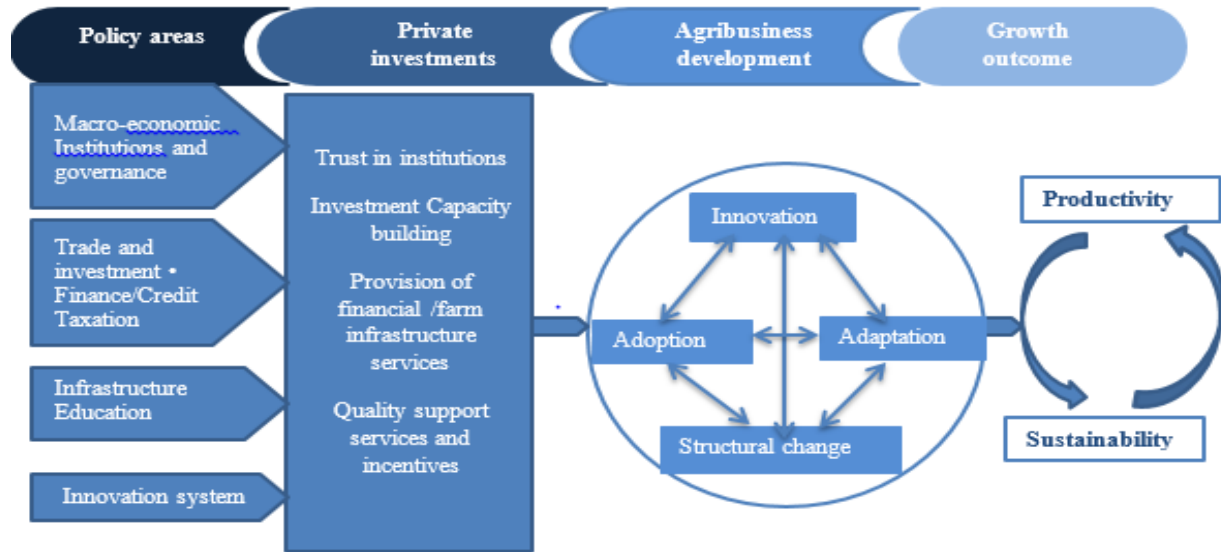 Policy areas
Private
investments
Agribusiness
development
Growth
outcome
Macro-economic
Institutions and
governance
Trade and
investment •
Finance/Credit
Taxation
Infrastructure
Education
Innovation system
Trust in institutions
Investment Capacity
building
Provision of
financial /farm
infrastructure
services
Quality support
services and
incentives
Innovation
Adoption
Adaptation
Structural change
Productivity
Sustainability